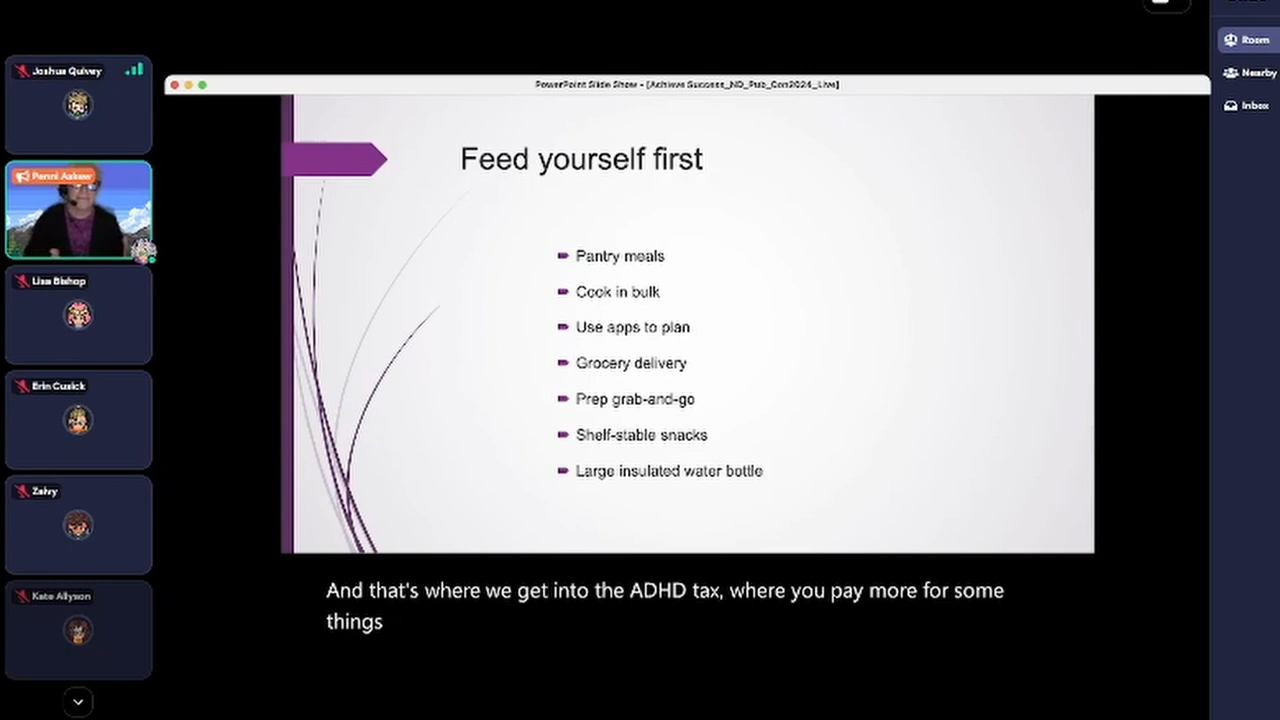 Room
Nearby
Inbox
Joshua Quivey
Penni Askew
Lisa Bishop
Erin Cusick
Zelvy
Kate Allyson
PowerPoint Slide Show - [Achieve Success_ND_Pub_Con2024_Live]
Feed yourself first
Pantry meals
Cook in bulk
Use apps to plan
Grocery delivery
Prep grab-and-go
Shelf-stable snacks
Large insulated water bottle
And that's where we get into the ADHD tax, where you pay more for some
things